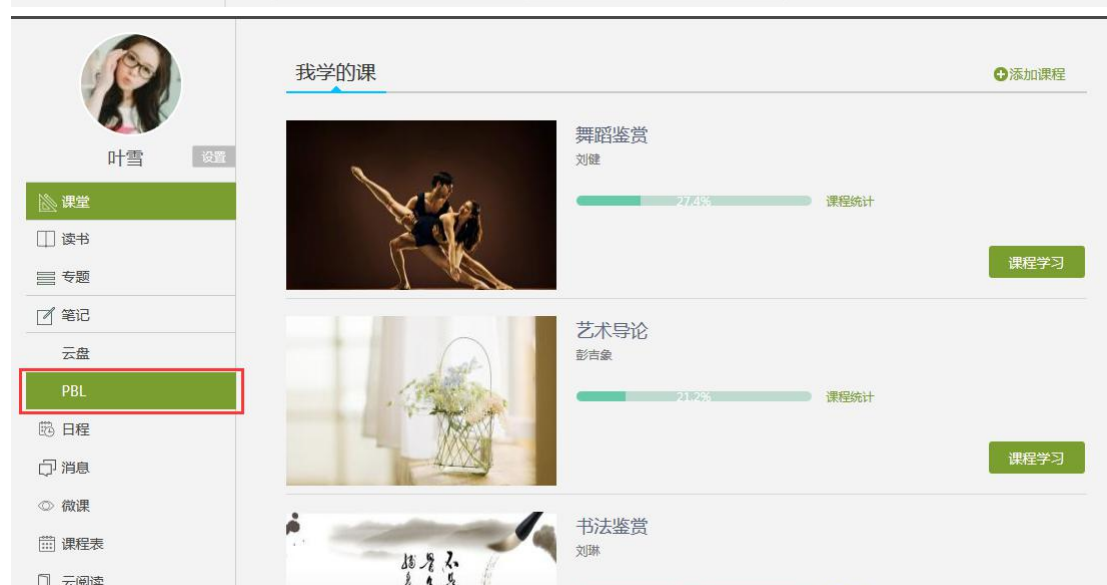 叶雪
设置
课堂
读书
专题
笔记
云盘
PBL
日程
消息
微课
课程表
云阅读
我学的课
添加课程
舞蹈鉴赏
刘健
27.4%
课程统计
课程学习
艺术导论
彭吉象
21.2%
课程统计
课程学习
书法鉴赏
刘琳